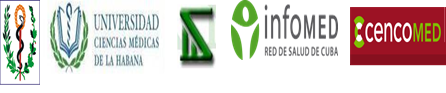 UNIVERSIDAD
CIENCIAS MÉDICAS
DE LA HABANA
infoMED
RED DE SALUD DE CUBA
cencoMED